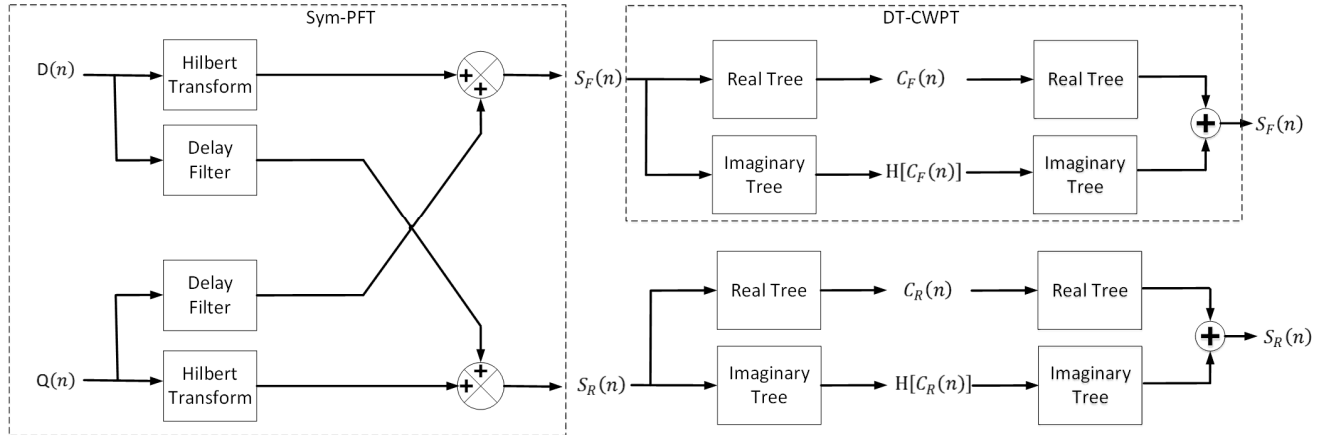 Sym-PFT
D(n)
Hilbert
Transform
+
+
S_F(n)
Delay
Filter
Delay
Filter
Q(n)
Hilbert
Transform
+
+
S_R(n)
DT-CWPT
Real Tree
C_F(n)
Real Tree
Imaginary
Tree
H[C_F(n)]
Imaginary
Tree
+
S_F(n)
Real Tree
C_R(n)
Real Tree
Imaginary
Tree
H[C_R(n)]
Imaginary
Tree
+
S_R(n)